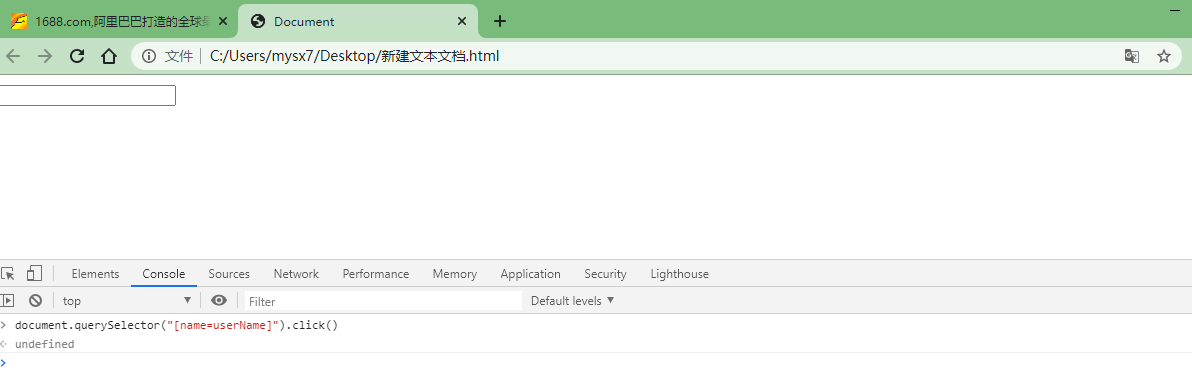 1688.com,阿里巴巴打造的全球
Document
文件 C:/Users/mysx7/Desktop/新建文本文档.html
Elements Console Sources Network Performance Memory Application Security Lighthouse
top Filter Default levels
document.querySelector("[name=userName]").click()
undefined